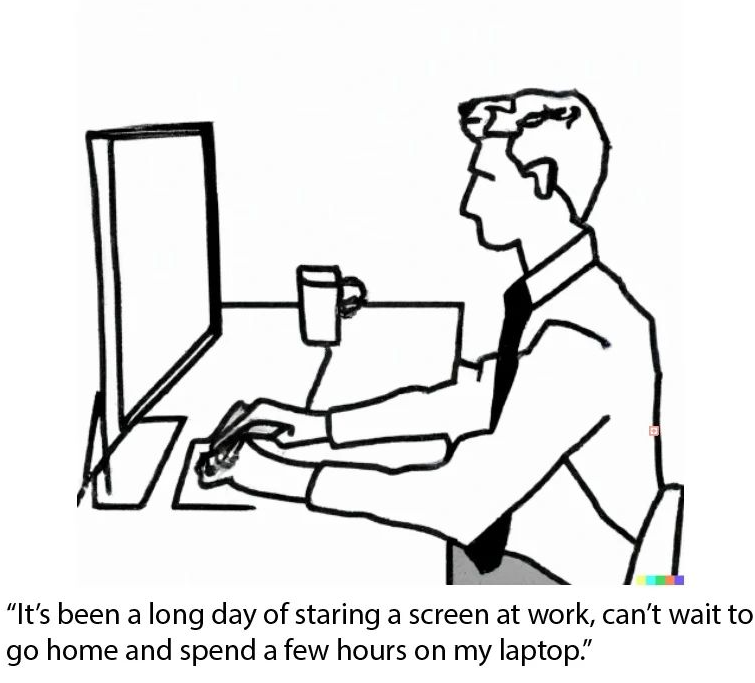 “It’s been a long day of staring a screen at work, can’t wait to
go home and spend a few hours on my laptop.”